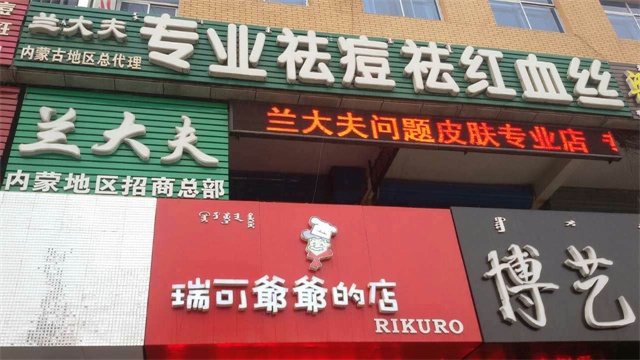 兰大夫
内蒙古地区总代理
专业祛痘祛红血丝
兰大夫
内蒙地区招商总部
兰大夫问题皮肤专业店
瑞可爺爺的店
RIKURO
博艺